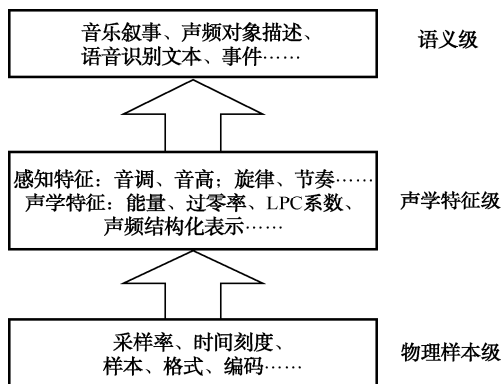 音乐叙事、声频对象描述、
语音识别文本、事件……
语义级
感知特征：音调、音高；旋律、节奏……
声学特征：能量、过零率、LPC系数、
声频结构化表示……
声学特征级
采样率、时间刻度、
样本、格式、编码……
物理样本级